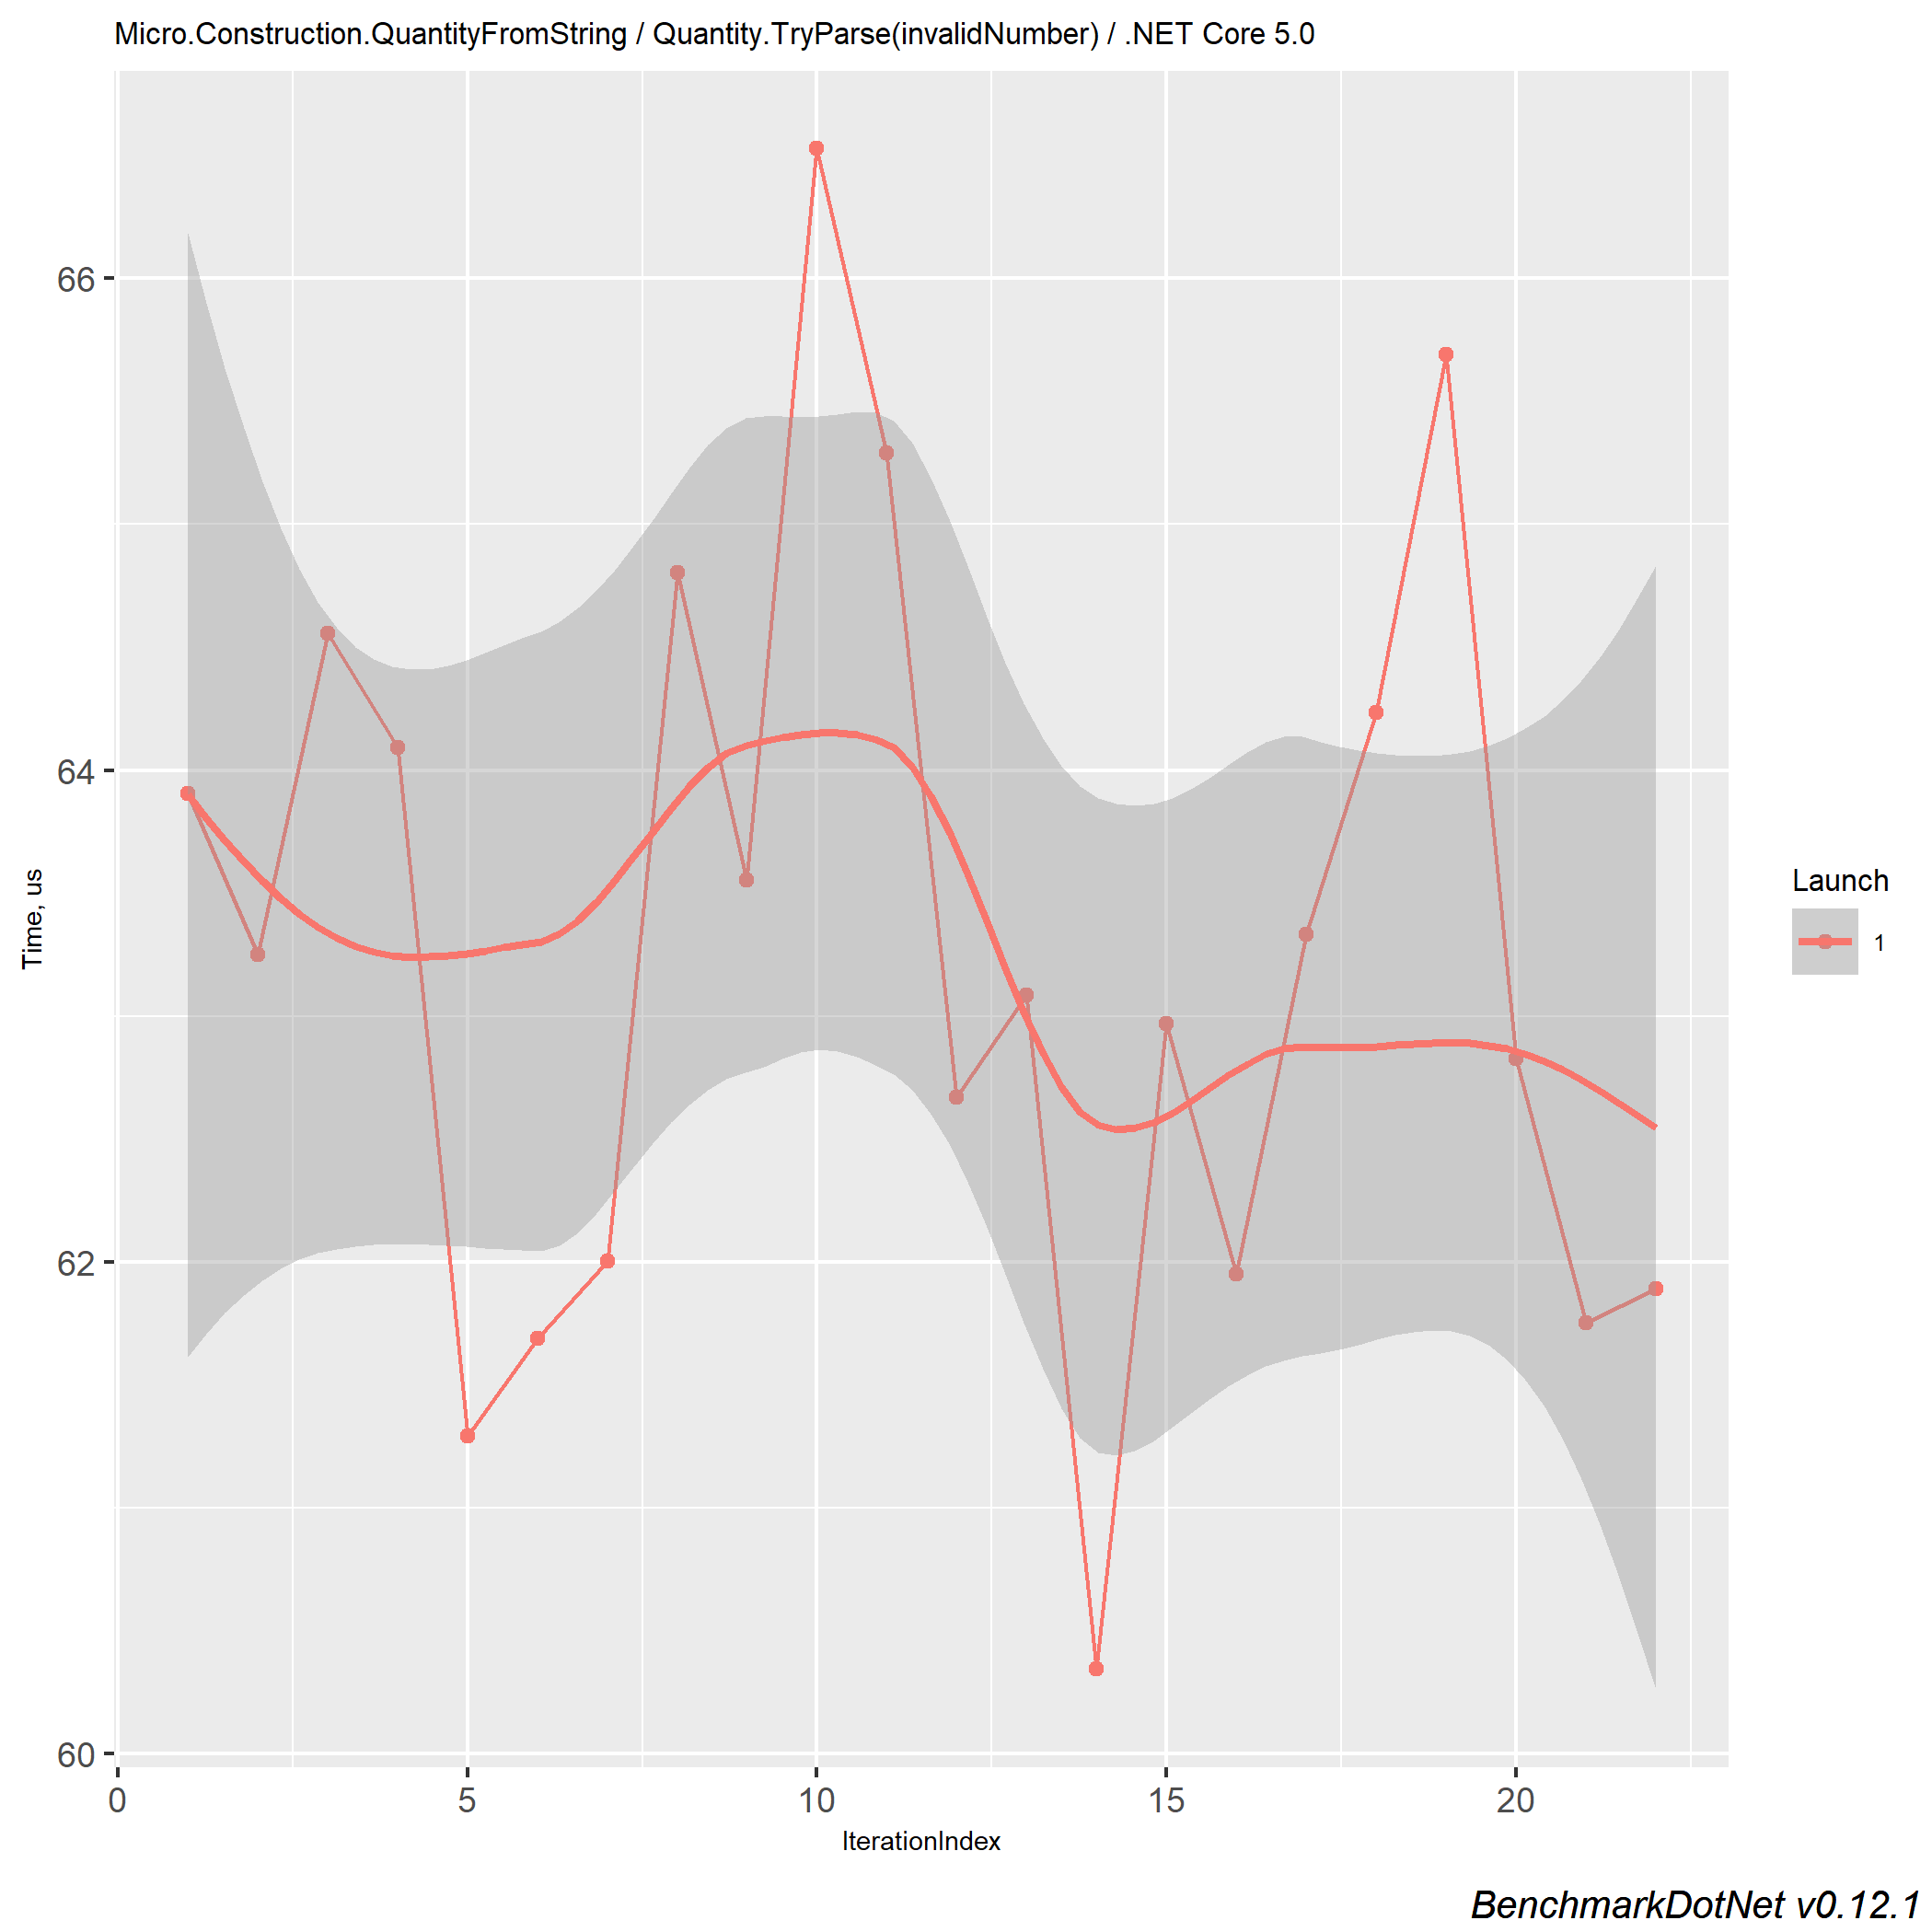 Micro.Construction.QuantityFromString / Quantity.TryParse(invalidNumber) / .NET Core 5.0
66
64
62
60
Time, us
0 5 10 15 20
IterationIndex
Launch
1
BenchmarkDotNet v0.12.1